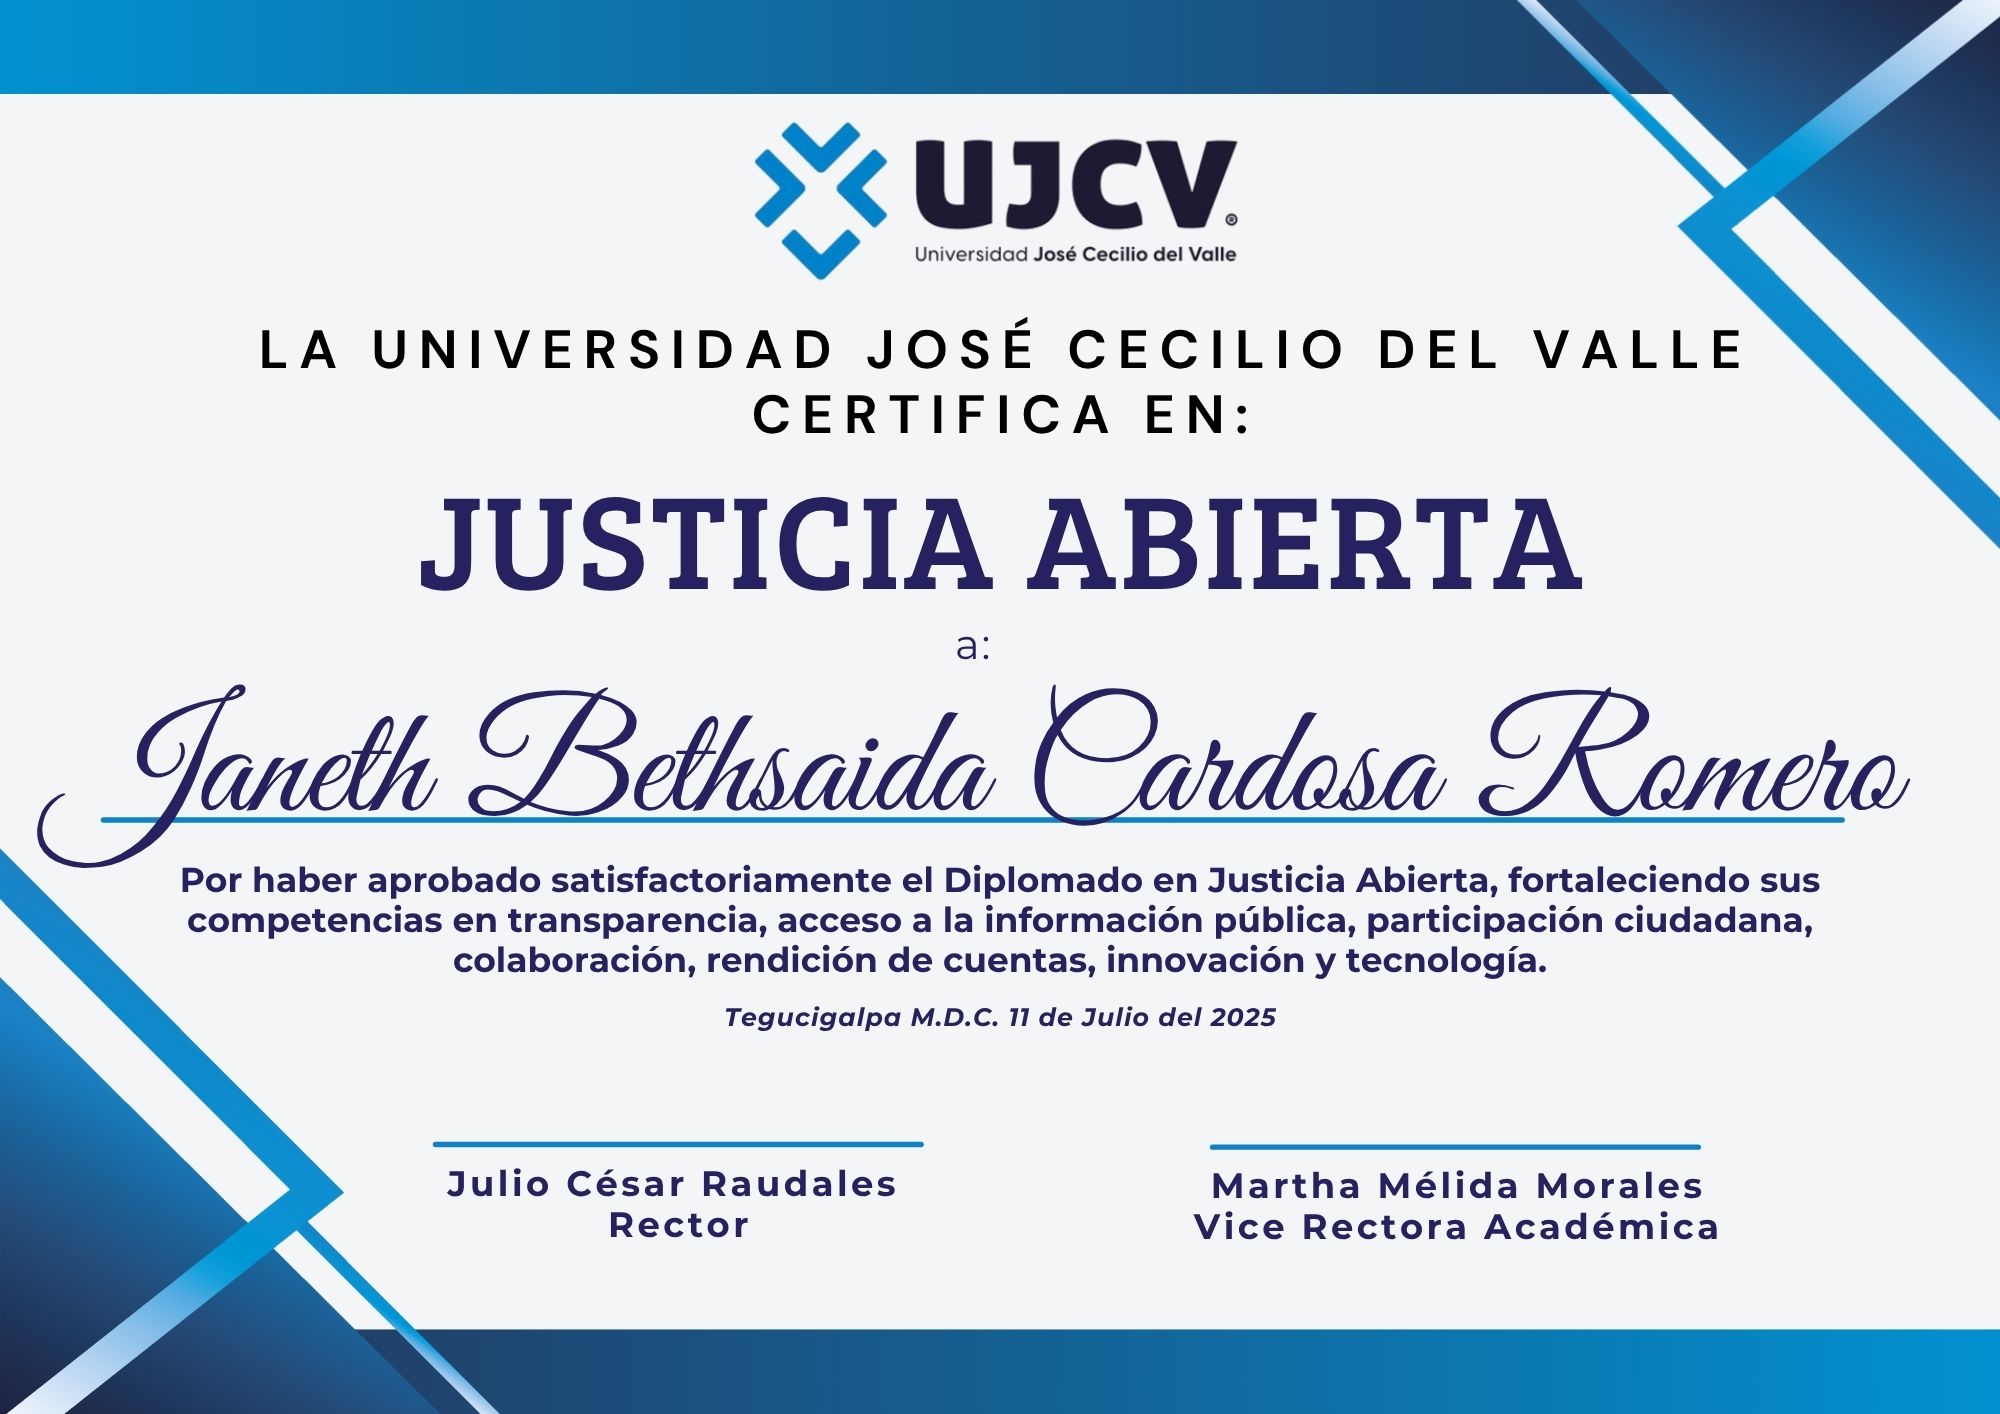 UJCV®
Universidad José Cecilio del Valle
LA UNIVERSIDAD JOSÉ CECILIO DEL VALLE
CERTIFICA EN:
JUSTICIA ABIERTA
a:
Janeth Bethsaida Cardosa Romero
Por haber aprobado satisfactoriamente el Diplomado en Justicia Abierta, fortaleciendo sus
competencias en transparencia, acceso a la información pública, participación ciudadana,
colaboración, rendición de cuentas, innovación y tecnología.
Tegucigalpa M.D.C. 11 de Julio del 2025
Julio César Raudales
Rector
Martha Mélida Morales
Vice Rectora Académica